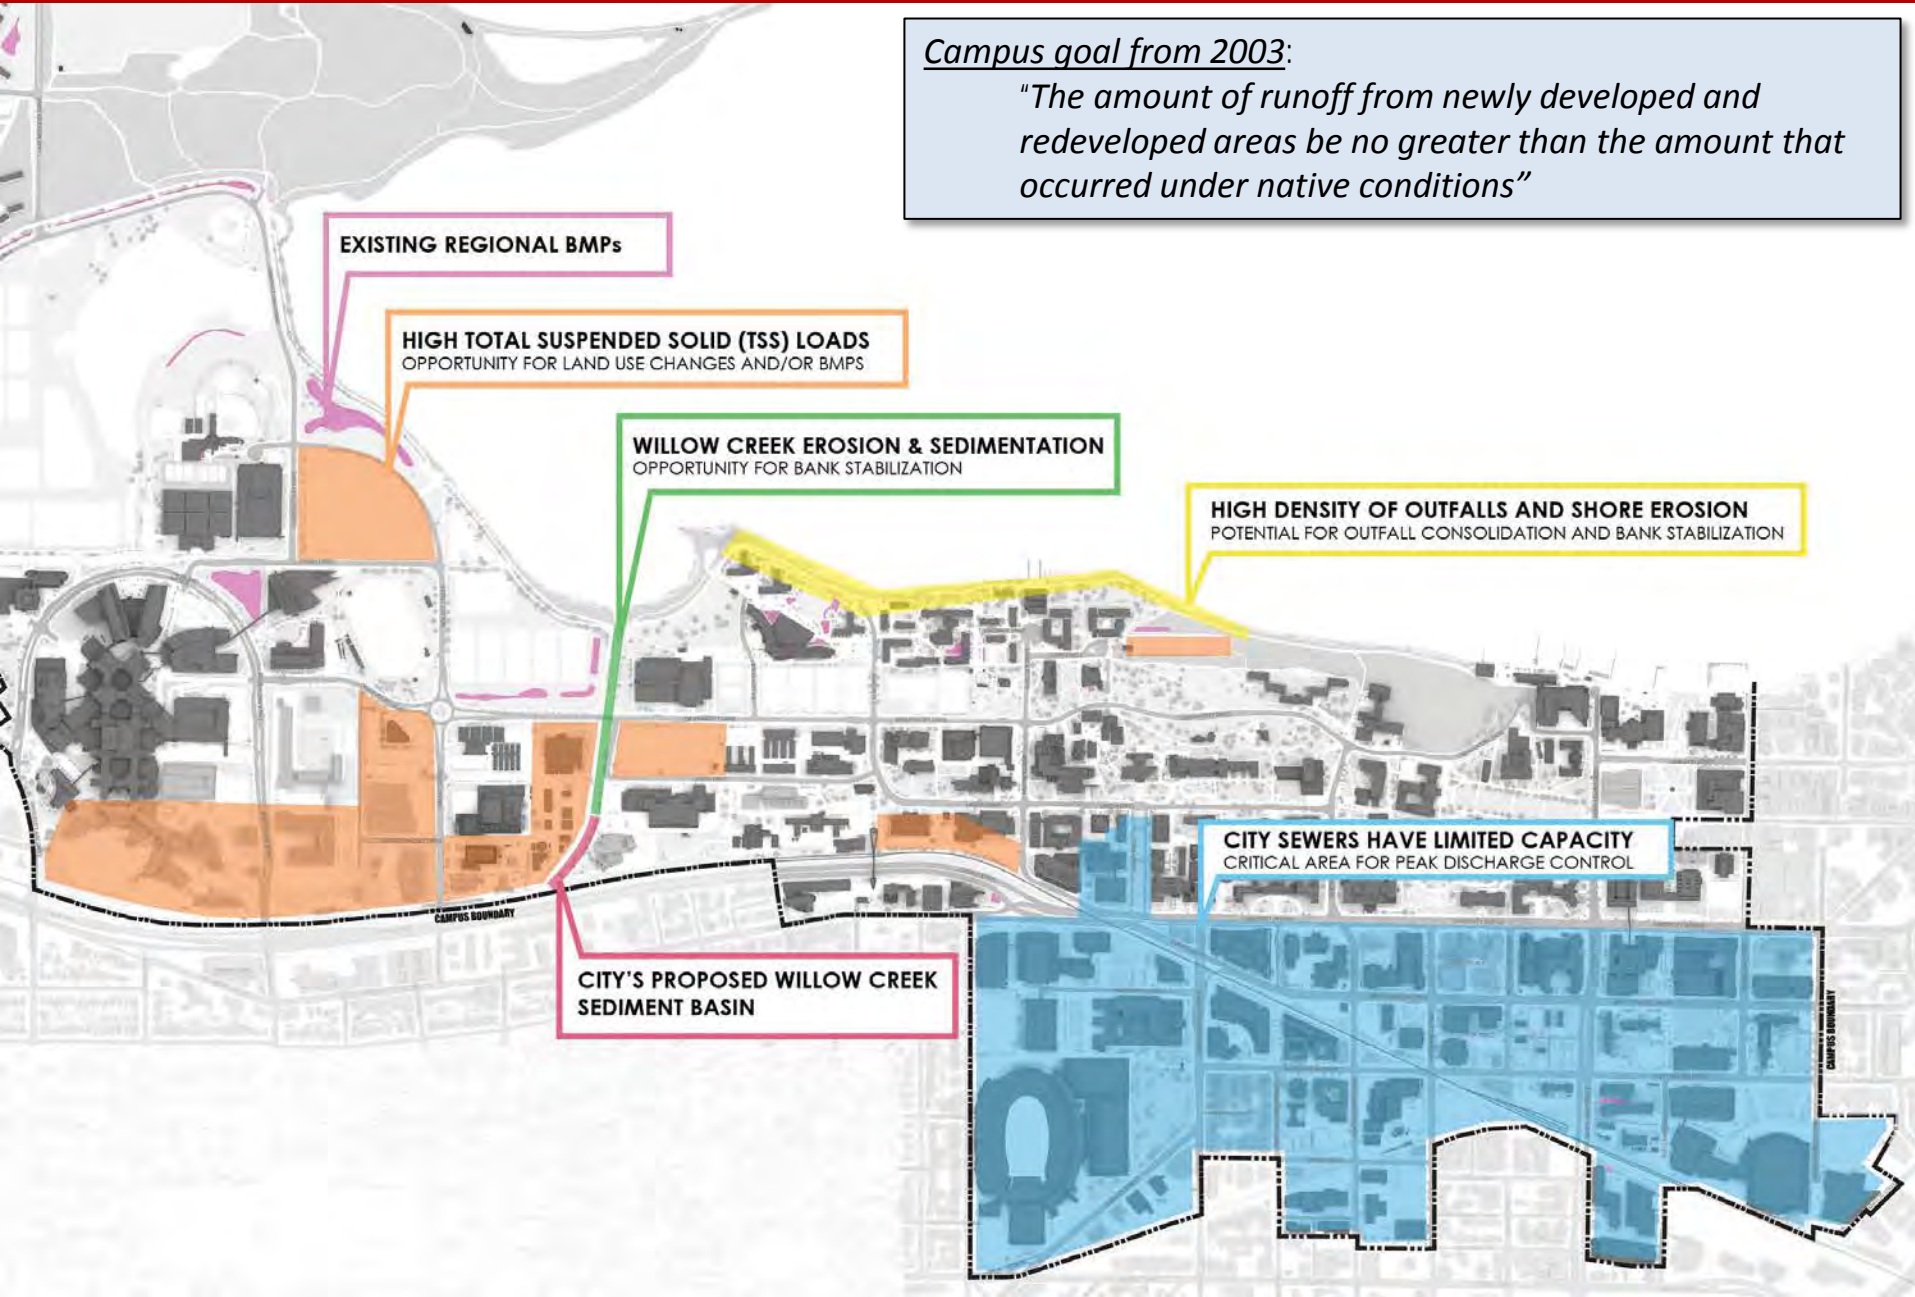 Campus goal from 2003:
"The amount of runoff from newly developed and
redeveloped areas be no greater than the amount that
occurred under native conditions”
EXISTING REGIONAL BMPs
HIGH TOTAL SUSPENDED SOLID (TSS) LOADS
OPPORTUNITY FOR LAND USE CHANGES AND/OR BMPS
WILLOW CREEK EROSION & SEDIMENTATION
OPPORTUNITY FOR BANK STABILIZATION
HIGH DENSITY OF OUTFALLS AND SHORE EROSION
POTENTIAL FOR OUTFALL CONSOLIDATION AND BANK STABILIZATION
CITY SEWERS HAVE LIMITED CAPACITY
CRITICAL AREA FOR PEAK DISCHARGE CONTROL
CAMPUS BOUNDARY
CITY'S PROPOSED WILLOW CREEK
SEDIMENT BASIN
CAMPUS BOUNDARY